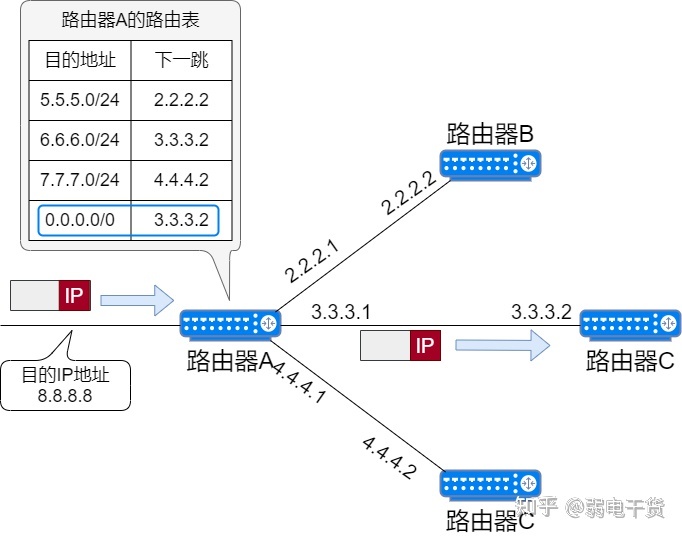 路由器A的路由表
目的地址 下一跳
5.5.5.0/24 2.2.2.2
6.6.6.0/24 3.3.3.2
7.7.7.0/24 4.4.4.2
0.0.0.0/0 3.3.3.2
路由器B
2.2.2.2
2.2.2.1
IP
3.3.3.1
3.3.3.2
IP
路由器A
路由器C
目的IP地址
8.8.8.8
4.4.4.1
4.4.4.2
路由器C
知乎 @弱电干货